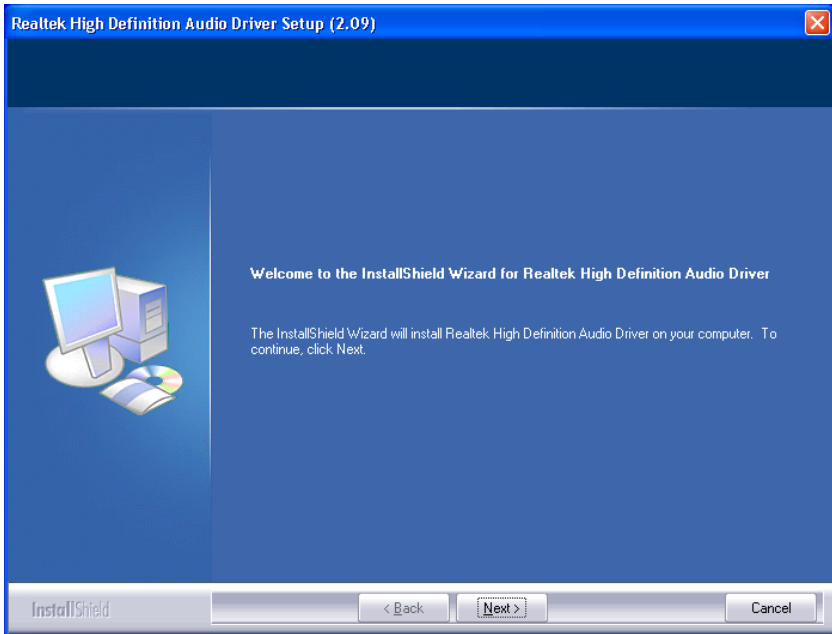 Realtek High Definition Audio Driver Setup (2.09)
Welcome to the InstallShield Wizard for Realtek High Definition Audio Driver
The InstallShield Wizard will install Realtek High Definition Audio Driver on your computer. To
continue, click Next.
InstallShield
< Back
Next >
Cancel